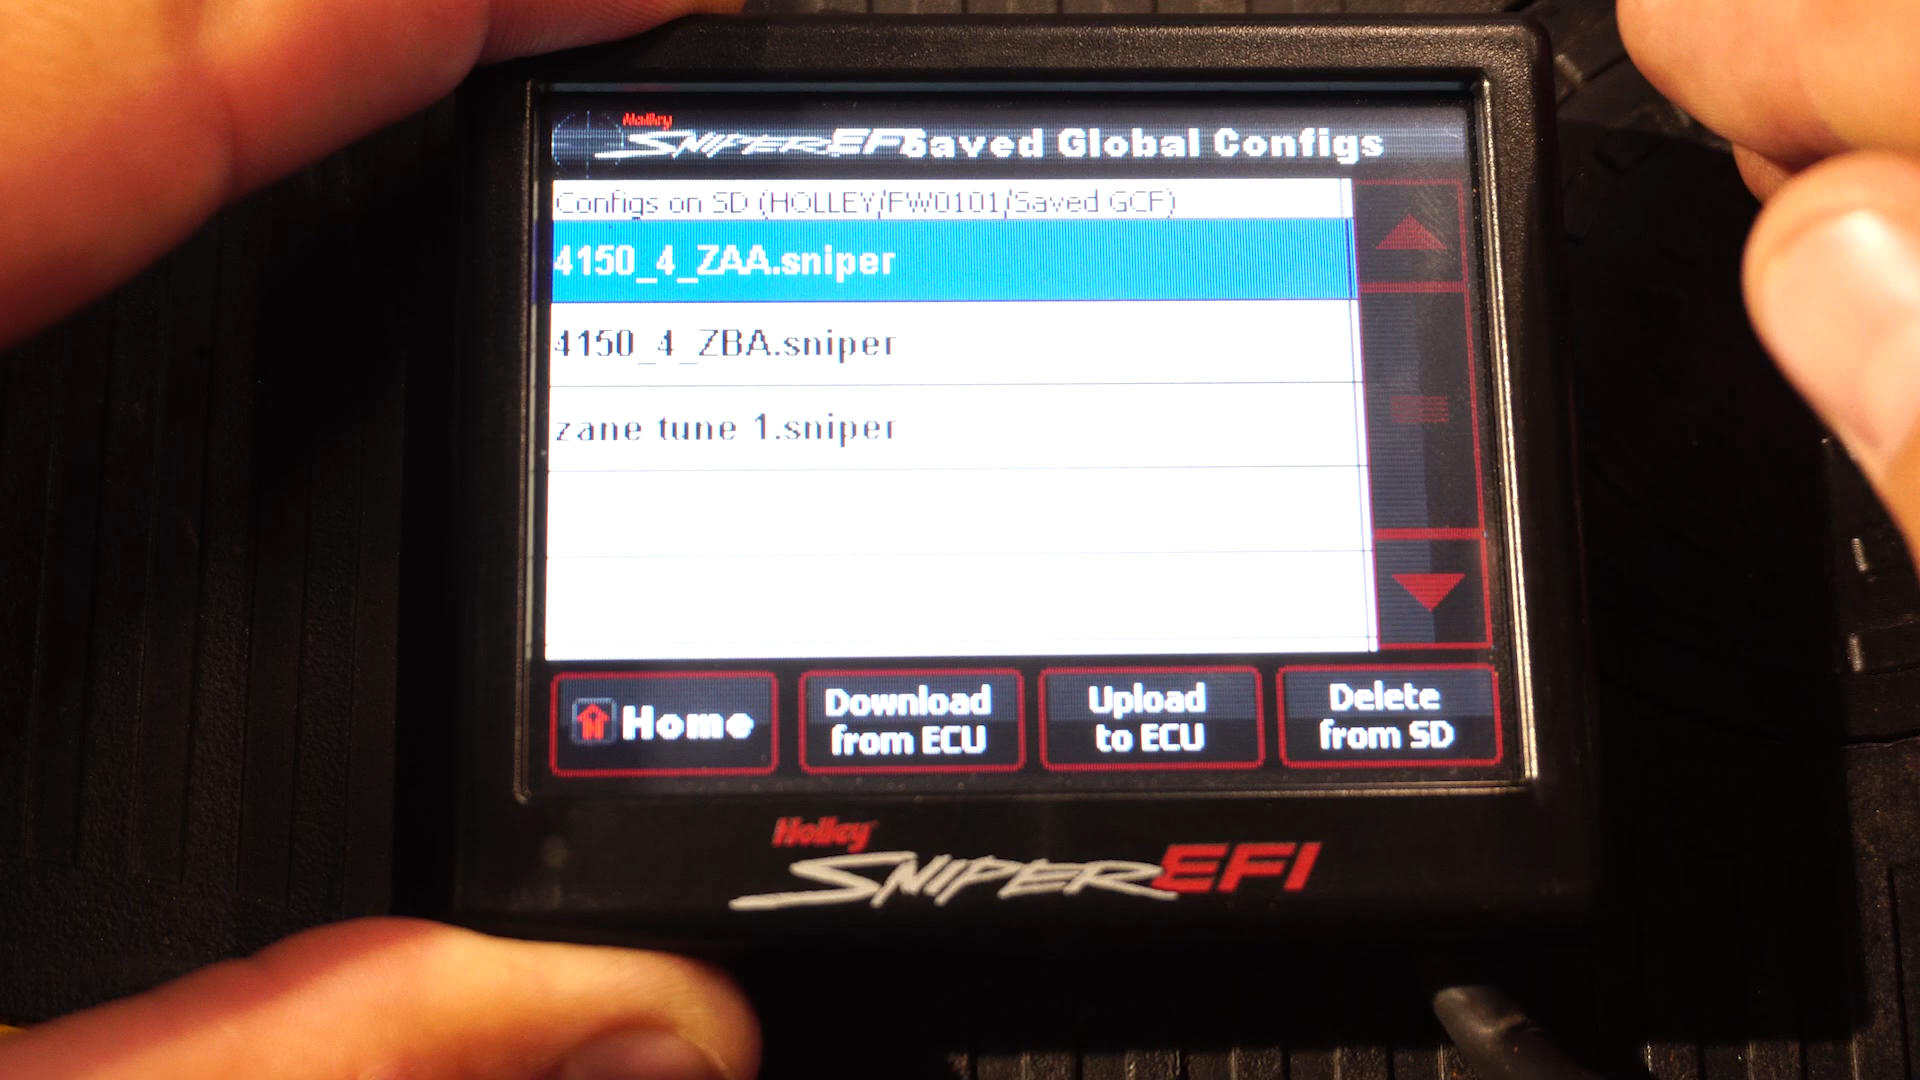 Holley
SNIPER EFI Saved Global Configs
Configs on SD (HOLLEY/FW0101/Saved GCF)
4150_4_ZAA.sniper
4150_4_ZBA.sniper
zane tune 1.sniper
Home
Download
from ECU
Upload
to ECU
Delete
from SD
Holley
SNIPER EFI